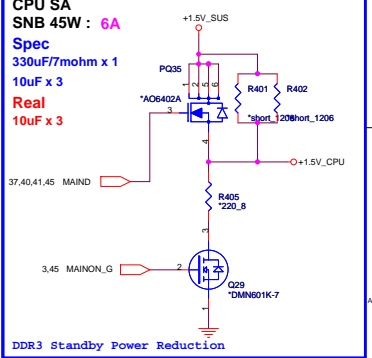 CPU SA
SNB 45W : 6A
Spec
330uF/7mohm x 1
10uF x 3
Real
10uF x 3
+1.5V_SUS
PQ35
1
2
5
6
*AO6402A
3
4
R401
R402
*short_1206
*short_1206
+1.5V_CPU
37,40,41,45 MAIND
R405
*220_8
3
3,45 MAINON_G
2
Q29
*DMN601K-7
1
A
DDR3 Standby Power Reduction